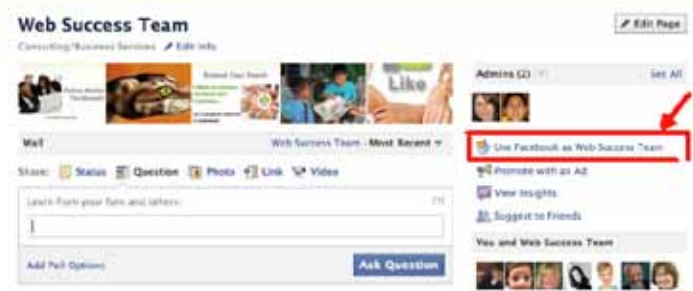 Web Success Team
Edit Page
Consulting/Business Services Edit Info
Like
Admins (2)
See All
Wall
Web Success Team · Most Recent
Use Facebook as Web Success Team
Share: Status Question Photo Link Video
Promote with an Ad
View Insights
Learn from your fans and others:
Suggest to Friends
You and Web Success Team
Add Poll Options
Ask Question